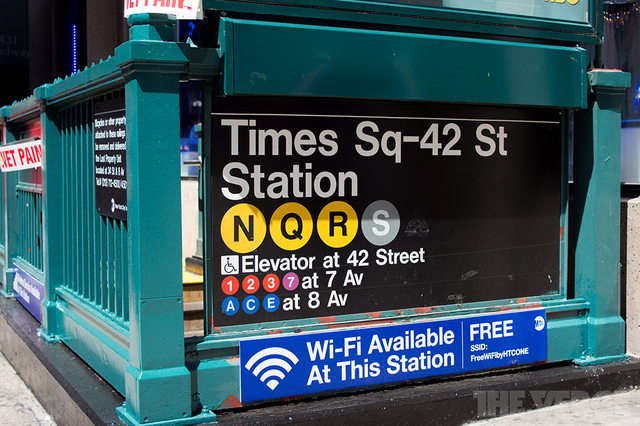 WET PAINT
Times Sq-42 St
Station
N Q R S
Elevator at 42 Street
1 2 3 7 at 7 Av
A C E at 8 Av
Wi-Fi Available
At This Station
FREE
SSID:
FreeWiFibyHTCONE
THE VERGE